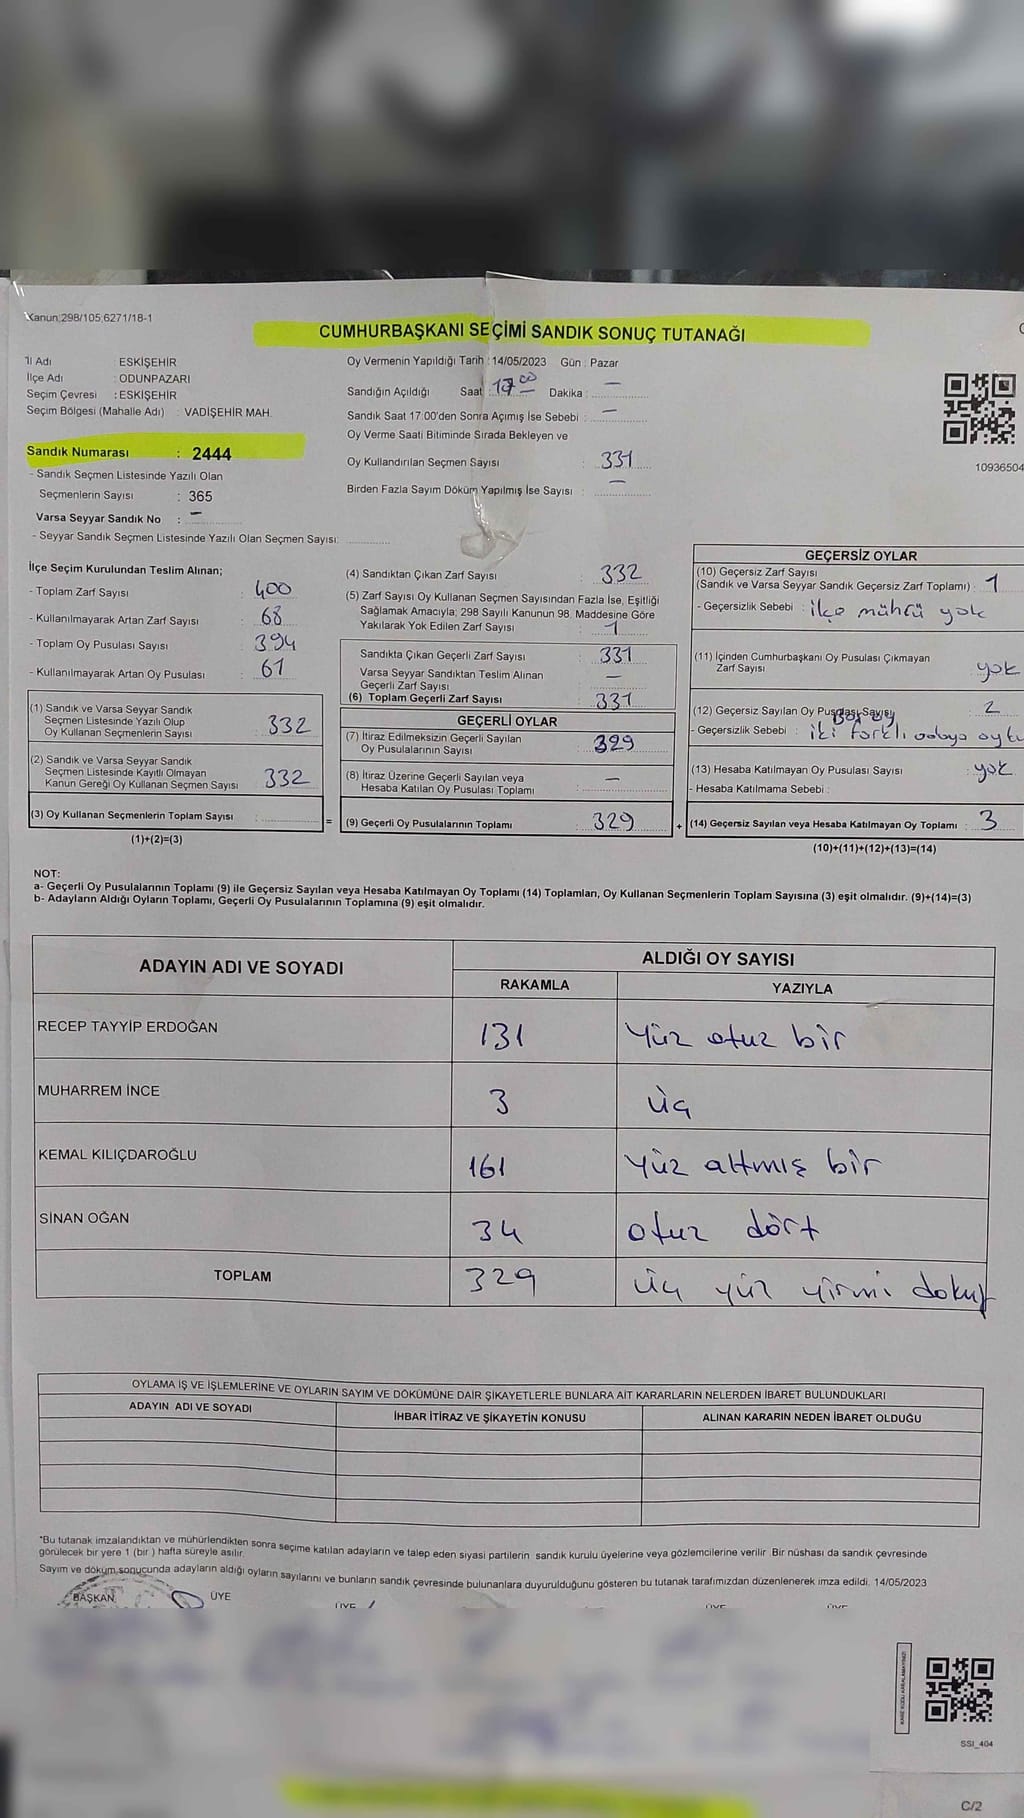 Kanun;298/105;6271/18-1
CUMHURBAŞKANI SEÇİMİ SANDIK SONUÇ TUTANAĞI
İl Adı : ESKİŞEHİR
İlçe Adı : ODUNPAZARI
Seçim Çevresi : ESKİŞEHİR
Seçim Bölgesi (Mahalle Adı) : VADİŞEHİR MAH.
Sandık Numarası : 2444
- Sandık Seçmen Listesinde Yazılı Olan
Seçmenlerin Sayısı : 365
Varsa Seyyar Sandık No : -
- Seyyar Sandık Seçmen Listesinde Yazılı Olan Seçmen Sayısı:
Oy Vermenin Yapıldığı Tarih : 14/05/2023 Gün : Pazar
Sandığın Açıldığı Saat : 17 00 Dakika : -
Sandık Saat 17.00'den Sonra Açımış İse Sebebi : -
Oy Verme Saati Bitiminde Sırada Bekleyen ve
Oy Kullandırılan Seçmen Sayısı : 331
Birden Fazla Sayım Döküm Yapılmış İse Sayısı : -
10936504
İlçe Seçim Kurulundan Teslim Alınan;
- Toplam Zarf Sayısı : 400
- Kullanılmayarak Artan Zarf Sayısı : 68
- Toplam Oy Pusulası Sayısı : 394
- Kullanılmayarak Artan Oy Pusulası : 61
(1) Sandık ve Varsa Seyyar Sandık
Seçmen Listesinde Yazılı Olup
Oy Kullanan Seçmenlerin Sayısı : 332
(2) Sandık ve Varsa Seyyar Sandık
Seçmen Listesinde Kayıtlı Olmayan
Kanun Gereği Oy Kullanan Seçmen Sayısı : 332
(3) Oy Kullanan Seçmenlerin Toplam Sayısı :
(1)+(2)=(3)
=
(4) Sandıktan Çıkan Zarf Sayısı : 332
(5) Zarf Sayısı Oy Kullanan Seçmen Sayısından Fazla İse, Eşitliği
Sağlamak Amacıyla; 298 Sayılı Kanunun 98. Maddesine Göre
Yakılarak Yok Edilen Zarf Sayısı : 1
Sandıkta Çıkan Geçerli Zarf Sayısı : 331
Varsa Seyyar Sandıktan Teslim Alınan
Geçerli Zarf Sayısı : -
(6) Toplam Geçerli Zarf Sayısı : 331
GEÇERLİ OYLAR
(7) İtiraz Edilmeksizin Geçerli Sayılan
Oy Pusulalarının Sayısı : 329
(8) İtiraz Üzerine Geçerli Sayılan veya
Hesaba Katılan Oy Pusulası Toplamı : -
(9) Geçerli Oy Pusulalarının Toplamı : 329
+
GEÇERSİZ OYLAR
(10) Geçersiz Zarf Sayısı
(Sandık ve Varsa Seyyar Sandık Geçersiz Zarf Toplamı) : 1
- Geçersizlik Sebebi : ilçe mührü yok
(11) İçinden Cumhurbaşkanı Oy Pusulası Çıkmayan
Zarf Sayısı : yok
(12) Geçersiz Sayılan Oy Pusulası Sayısı : 2
Boş oy
- Geçersizlik Sebebi : iki farklı
(13) Hesaba Katılmayan Oy Pusulası Sayısı : yok
- Hesaba Katılmama Sebebi :
(14) Geçersiz Sayılan veya Hesaba Katılmayan Oy Toplamı : 3
(10)+(11)+(12)+(13)=(14)
NOT:
a- Geçerli Oy Pusulalarının Toplamı (9) ile Geçersiz Sayılan veya Hesaba Katılmayan Oy Toplamı (14) Toplamları, Oy Kullanan Seçmenlerin Toplam Sayısına (3) eşit olmalıdır. (9)+(14)=(3)
b- Adayların Aldığı Oyların Toplamı, Geçerli Oy Pusulalarının Toplamına (9) eşit olmalıdır.
ADAYIN ADI VE SOYADI ALDIĞI OY SAYISI
RAKAMLA YAZIYLA
RECEP TAYYİP ERDOĞAN 131 Yüz otuz bir
MUHARREM İNCE 3 üç
KEMAL KILIÇDAROĞLU 161 Yüz altmış bir
SİNAN OĞAN 34 otuz dört
TOPLAM 329 üç yüz yirmi dokuz
OYLAMA İŞ VE İŞLEMLERİNE VE OYLARIN SAYIM VE DÖKÜMÜNE DAİR ŞİKAYETLERLE BUNLARA AİT KARARLARIN NELERDEN İBARET BULUNDUKLARI
ADAYIN ADI VE SOYADI İHBAR İTİRAZ VE ŞİKAYETİN KONUSU ALINAN KARARIN NEDEN İBARET OLDUĞU
*Bu tutanak imzalandıktan ve mühürlendikten sonra seçime katılan adayların ve talep eden siyasi partilerin sandık kurulu üyelerine veya gözlemcilerine verilir. Bir nüshası da sandık çevresinde
görülecek bir yere 1 (bir ) hafta süreyle asılır.
Sayım ve döküm sonucunda adayların aldığı oyların sayılarını ve bunların sandık çevresinde bulunanlara duyurulduğunu gösteren bu tutanak tarafımızdan düzenlenerek imza edildi. 14/05/2023
BAŞKAN ÜYE ÜYE ÜYE ÜYE
SSI_404
C/2